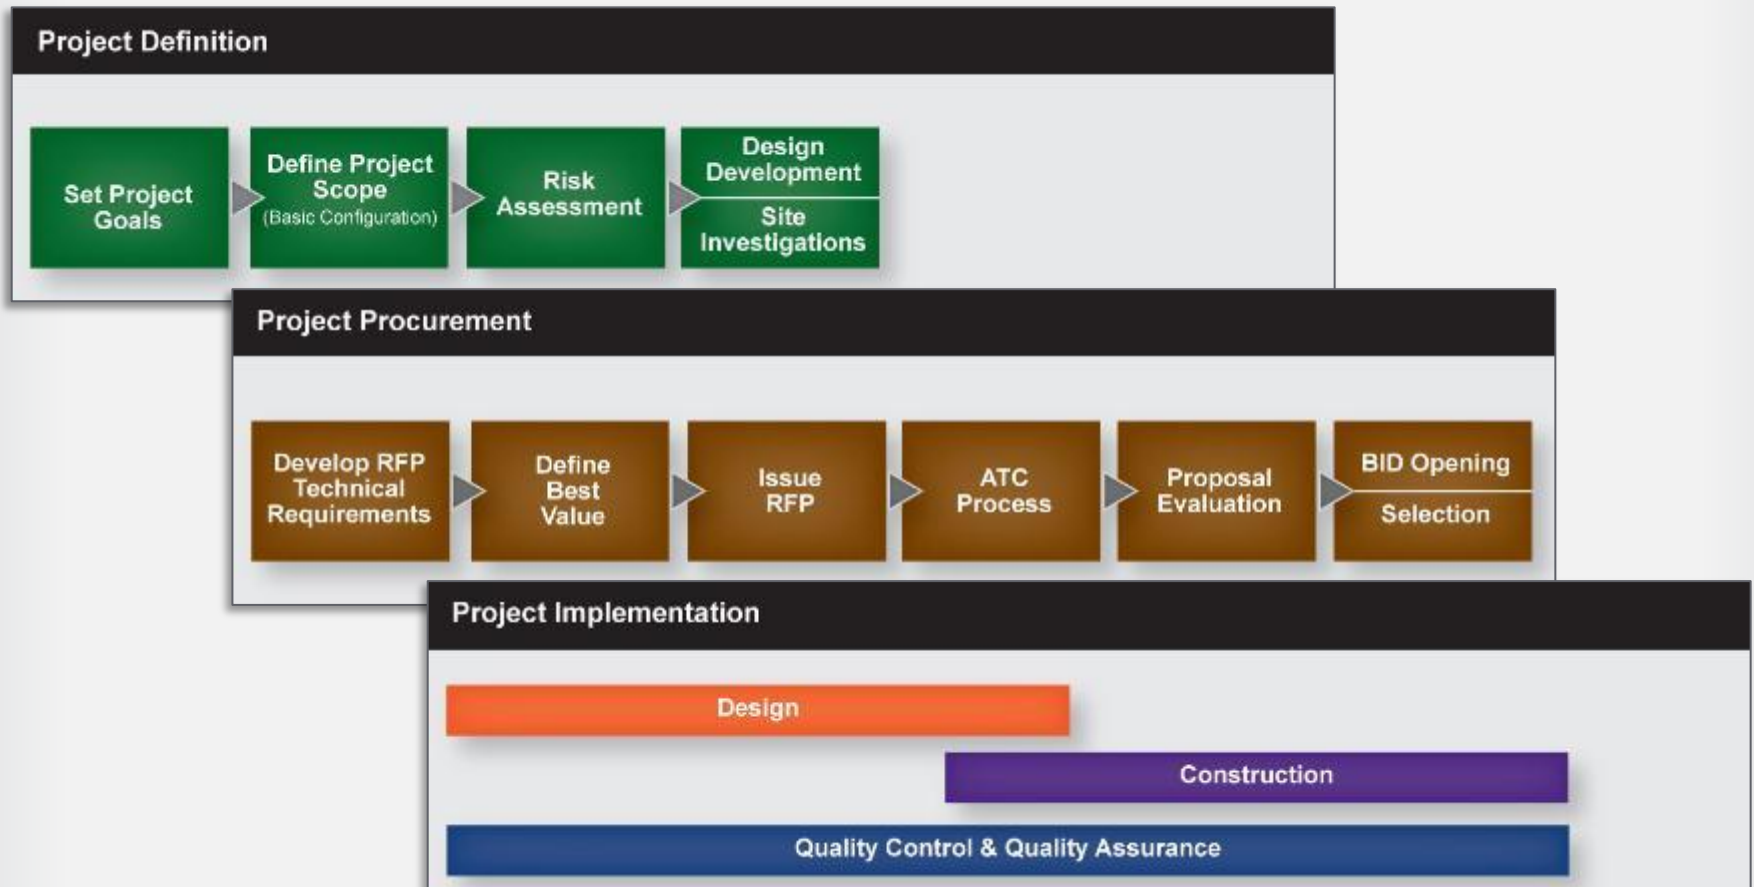 Project Definition
Set Project
Goals
Define Project
Scope
(Basic Configuration)
Risk
Assessment
Design
Development
Site
Investigations
Project Procurement
Develop RFP
Technical
Requirements
Define
Best
Value
Issue
RFP
ATC
Process
Proposal
Evaluation
BID Opening
Selection
Project Implementation
Design
Construction
Quality Control & Quality Assurance